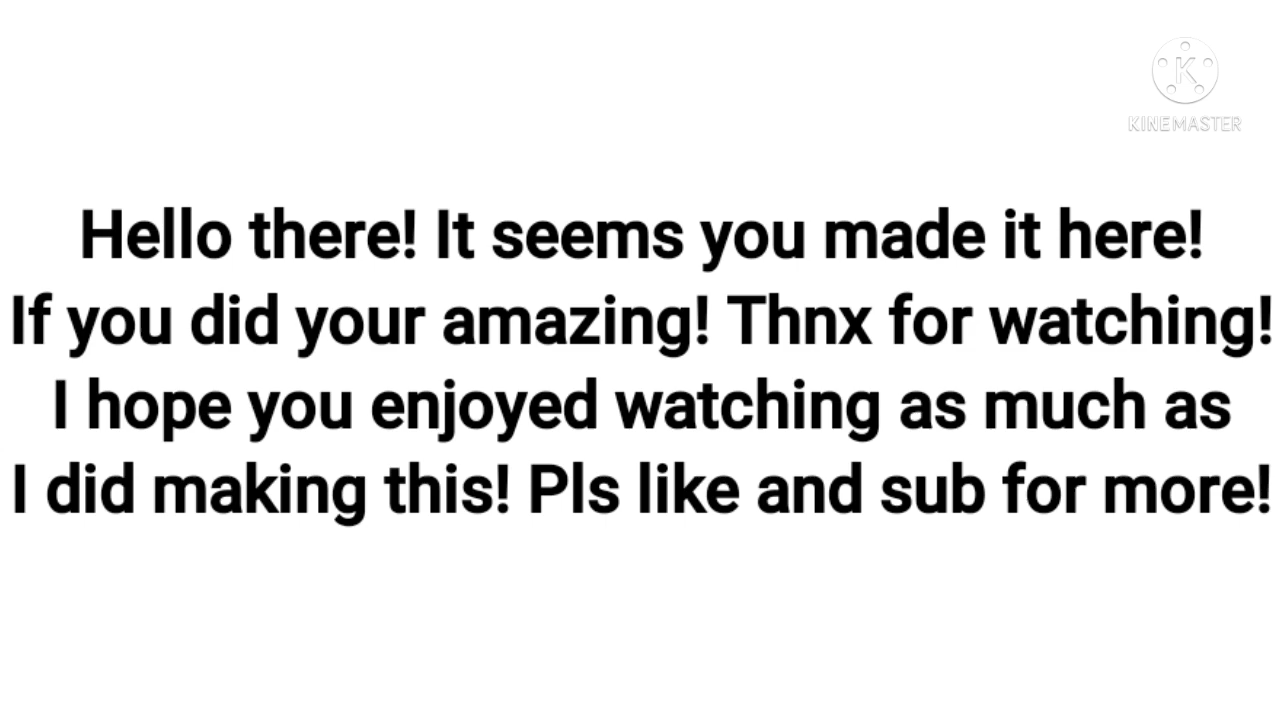 K
KINEMASTER
Hello there! It seems you made it here!
If you did your amazing! Thnx for watching!
I hope you enjoyed watching as much as
I did making this! Pls like and sub for more!